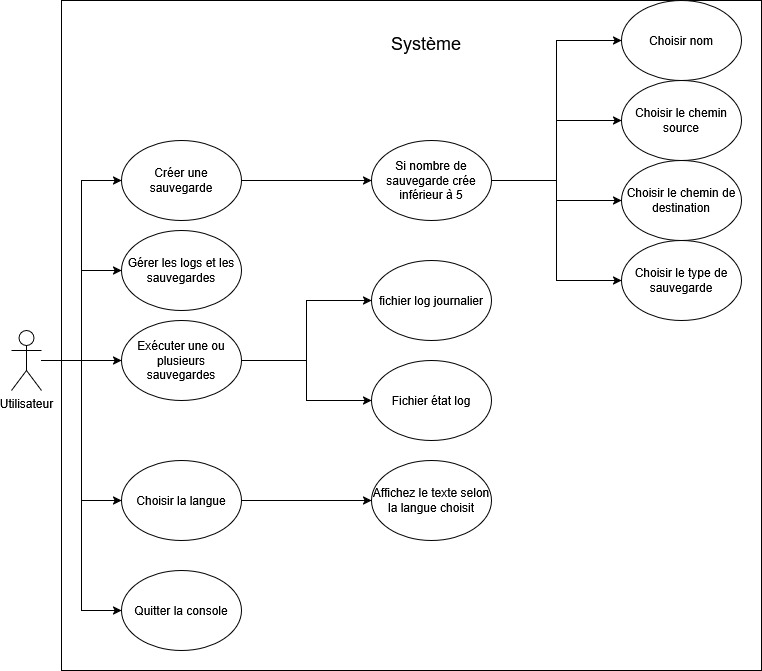 Système
Choisir nom
Choisir le chemin
source
Choisir le chemin de
destination
Choisir le type de
sauvegarde
Créer une
sauvegarde
Si nombre de
sauvegarde crée
inférieur à 5
Gérer les logs et les
sauvegardes
fichier log journalier
Exécuter une ou
plusieurs
sauvegardes
Fichier état log
Utilisateur
Choisir la langue
Affichez le texte selon
la langue choisit
Quitter la console